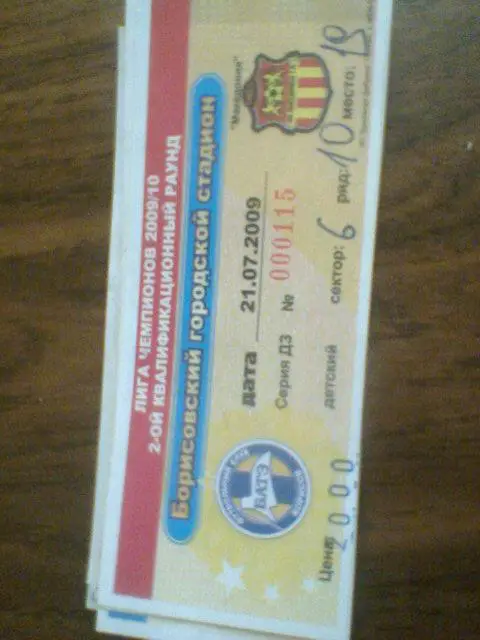 ЛИГА ЧЕМПИОНОВ 2009/10
2-ОЙ КВАЛИФИКАЦИОННЫЙ РАУНД
Борисовский городской стадион
"Македония"
дата 21.07.2009
Серия ДЗ № 000115
детский сектор: 6 ряд: 10 место: 18
Цена 2000
БАТЭ